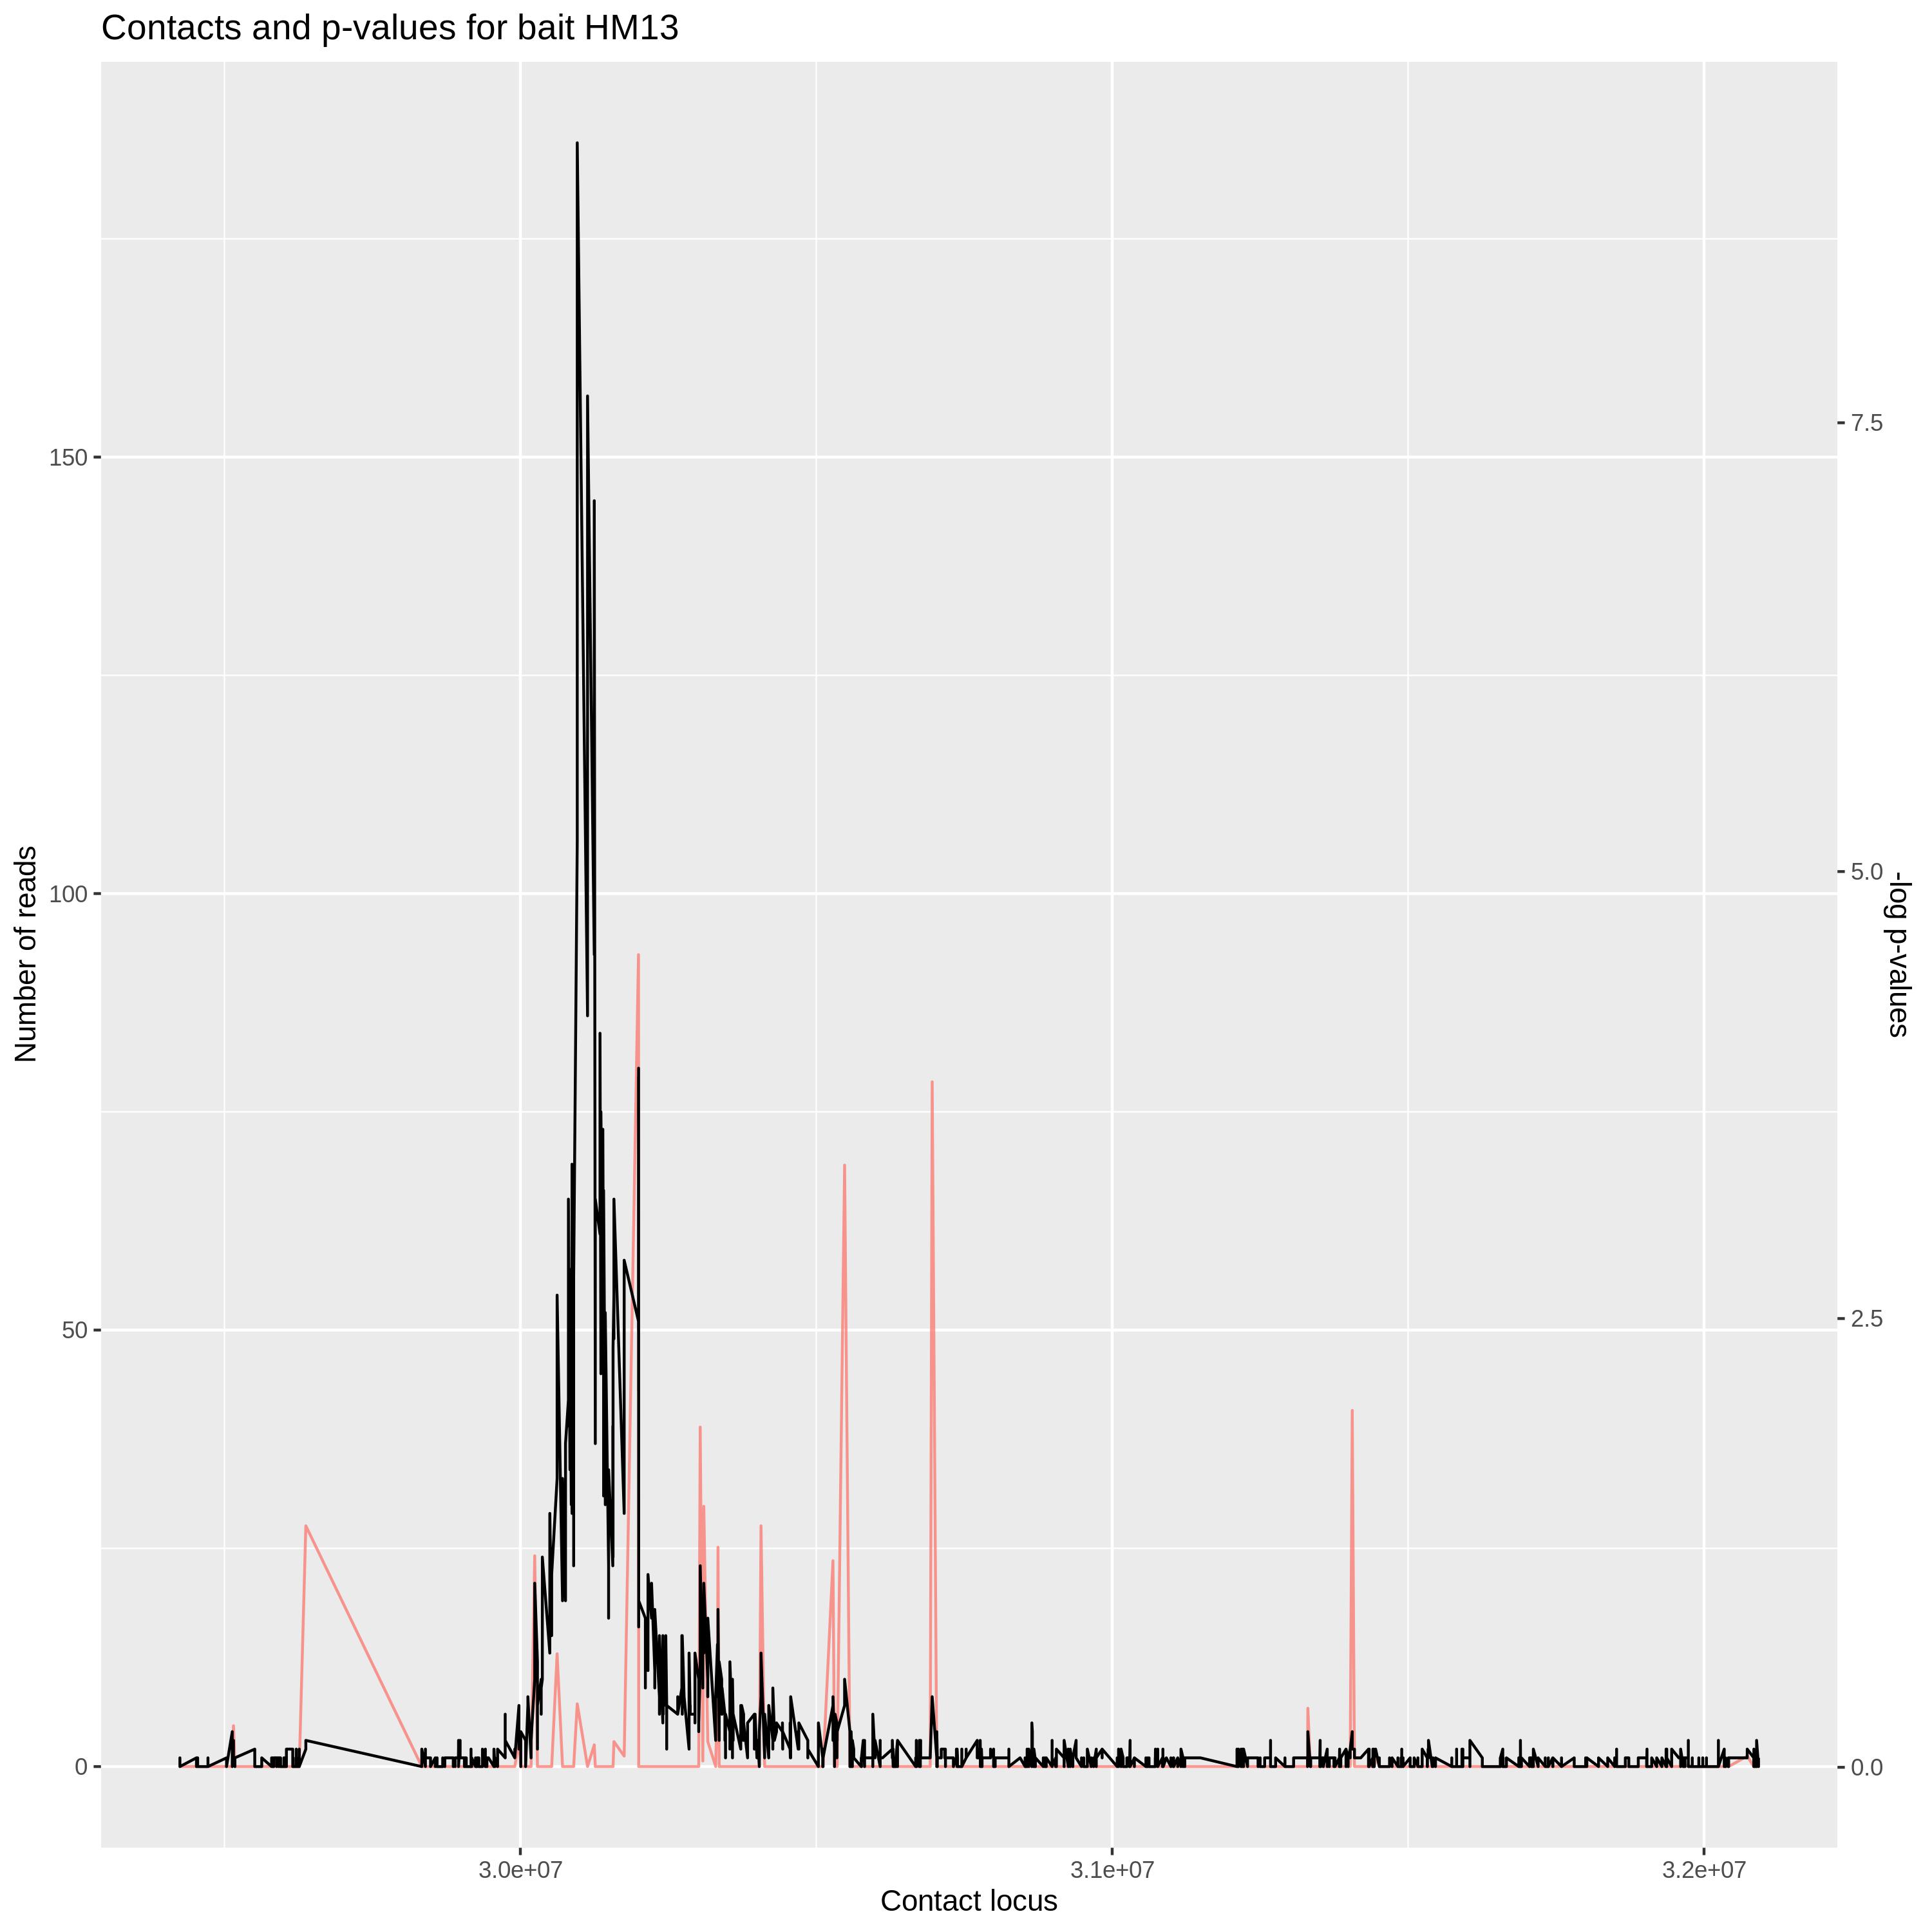 Contacts and p-values for bait HM13
150
100
50
0
Number of reads
7.5
5.0
2.5
0.0
-log p-values
3.0e+07
3.1e+07
3.2e+07
Contact locus